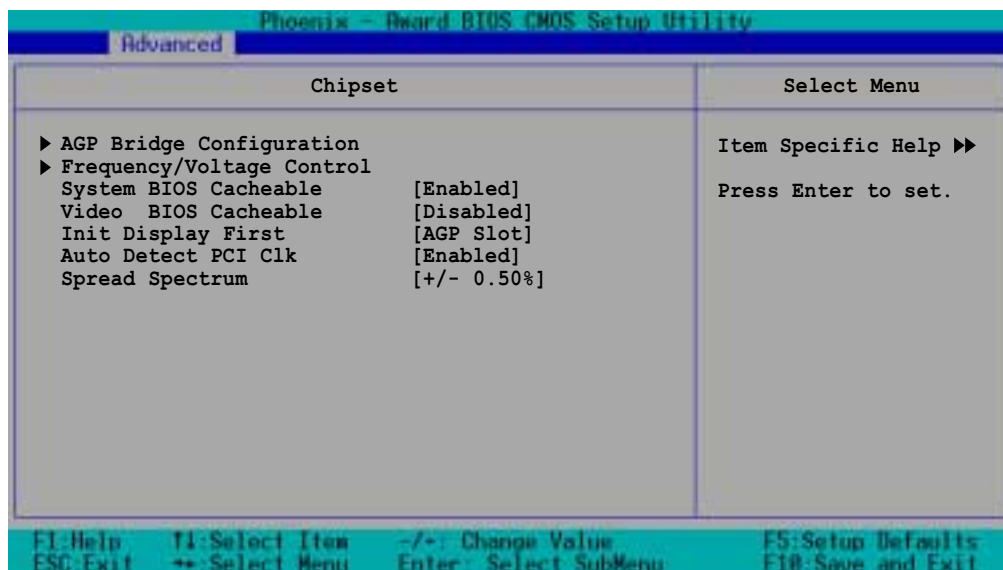 Phoenix - Award BIOS CMOS Setup Utility
Advanced
Chipset
Select Menu
▶ AGP Bridge Configuration
▶ Frequency/Voltage Control
System BIOS Cacheable [Enabled]
Video BIOS Cacheable [Disabled]
Init Display First [AGP Slot]
Auto Detect PCI Clk [Enabled]
Spread Spectrum [+/- 0.50%]
Item Specific Help ▶▶
Press Enter to set.
F1:Help ↑↓:Select Item -/+: Change Value F5:Setup Defaults
ESC:Exit ↔:Select Menu Enter: Select SubMenu F10:Save and Exit